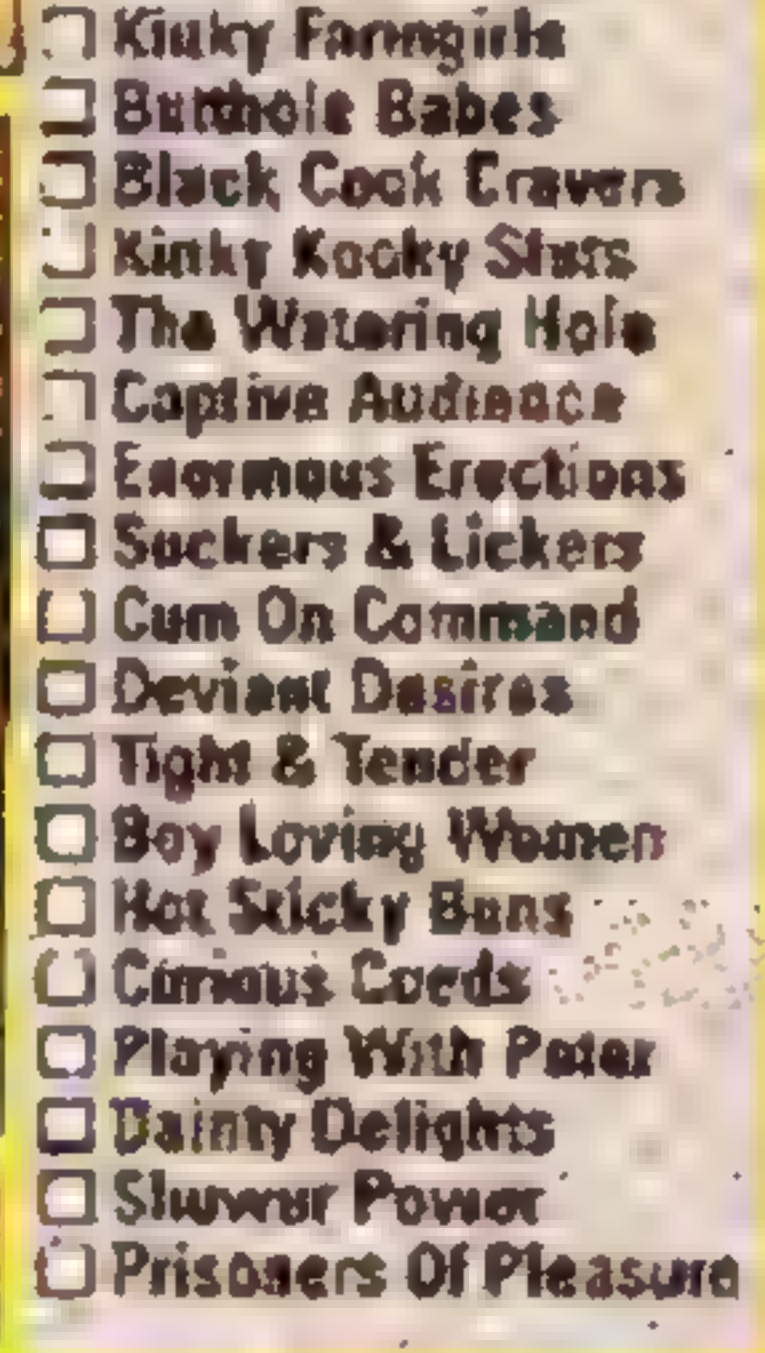 Kinky Farmgirls
Butthole Babes
Black Cock Cravers
Kinky Kooky Sluts
The Watering Hole
Captive Audience
Enormous Erections
Suckers & Lickers
Cum On Command
Deviant Desires
Tight & Tender
Boy Loving Women
Hot Sticky Buns
Curious Coeds
Playing With Peter
Dainty Delights
Shower Power
Prisoners Of Pleasure